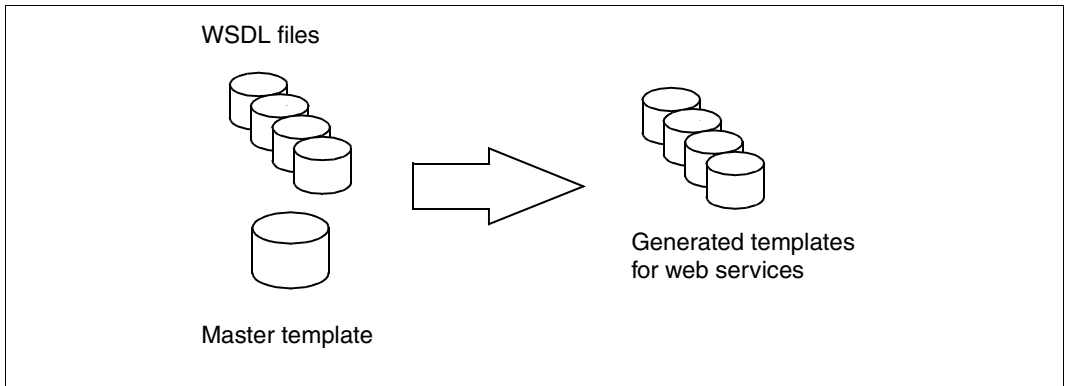 WSDL files
Master template
Generated templates
for web services